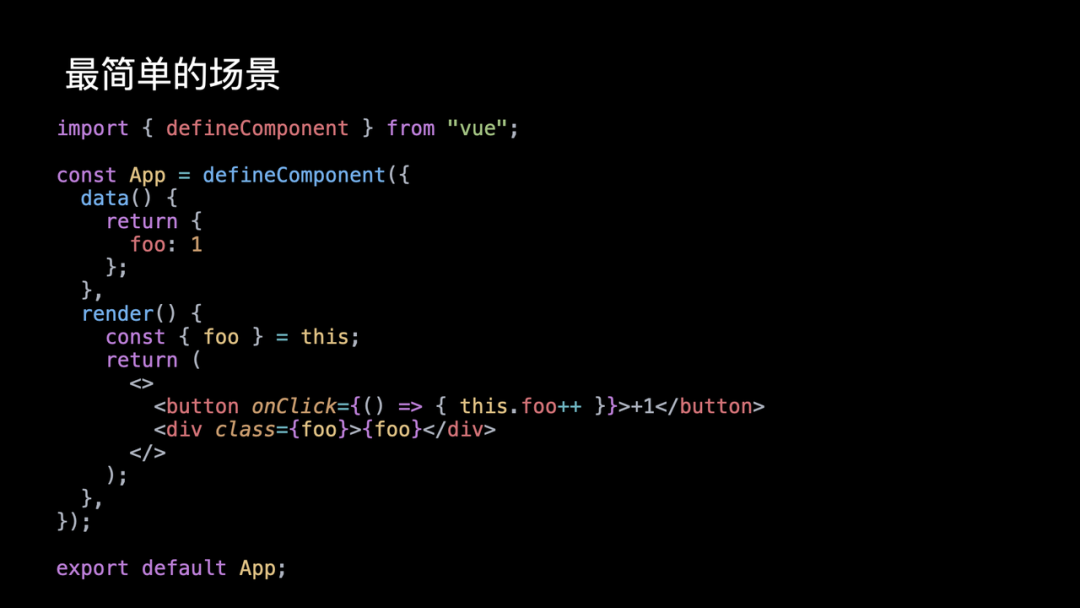 最简单的场景
import { defineComponent } from "vue";
const App = defineComponent({
  data() {
    return {
      foo: 1
    };
  },
  render() {
    const { foo } = this;
    return (
      <>
        <button onClick={() => { this.foo++ }}>+1</button>
        <div class={foo}>{foo}</div>
      </>
    );
  },
});
export default App;